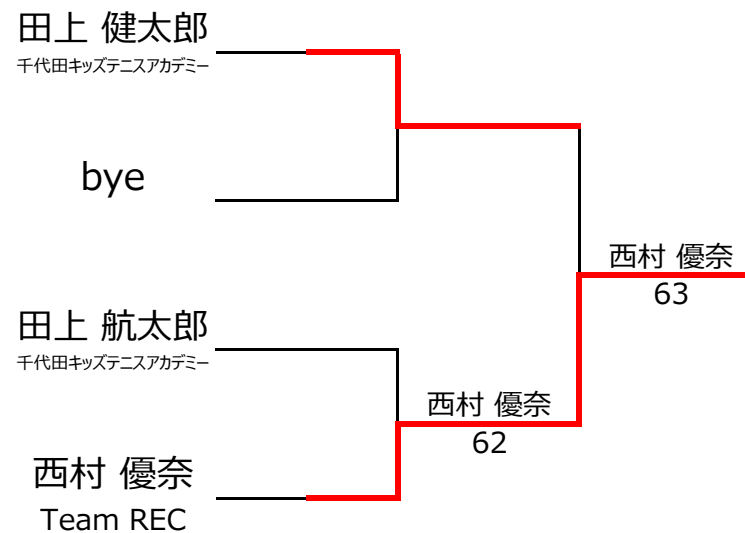 田上 健太郎
千代田キッズテニスアカデミー
bye
西村 優奈
63
田上 航太郎
千代田キッズテニスアカデミー
西村 優奈
62
西村 優奈
Team REC